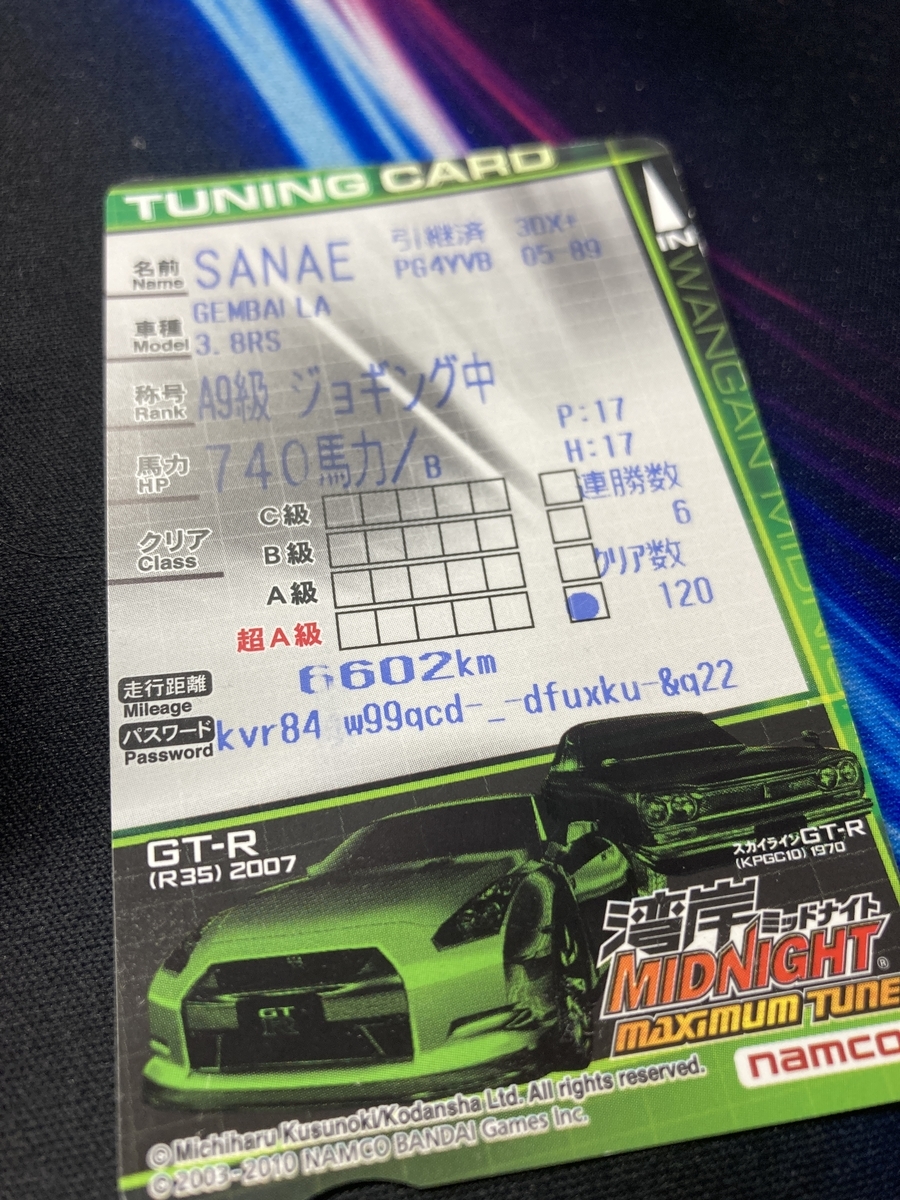 TUNING CARD
IN
WANGAN MIDN
名前 SANAE 引継済 3DX+
Name PG4YVB 05 89
車種 GEMBALLA
Model 3.8RS
称号 A9級 ジョギング中
Rank
P:17
馬力 740馬力/B H:17
HP
連勝数
クリア C級 6
Class B級 クリア数
A級 120
超A級
走行距離 6602km
Mileage
パスワード kvr84 w99qcd-_-dfuxku-&q22
Password
GT-R
(R35) 2007
スカイラインGT-R
(KPGC10) 1970
湾岸ミッドナイト
MIDNIGHT®
MAXIMUM TUNE
namco
GT
© Michiharu Kusunoki/Kodansha Ltd. All rights reserved.
© 2003-2010 NAMCO BANDAI Games Inc.